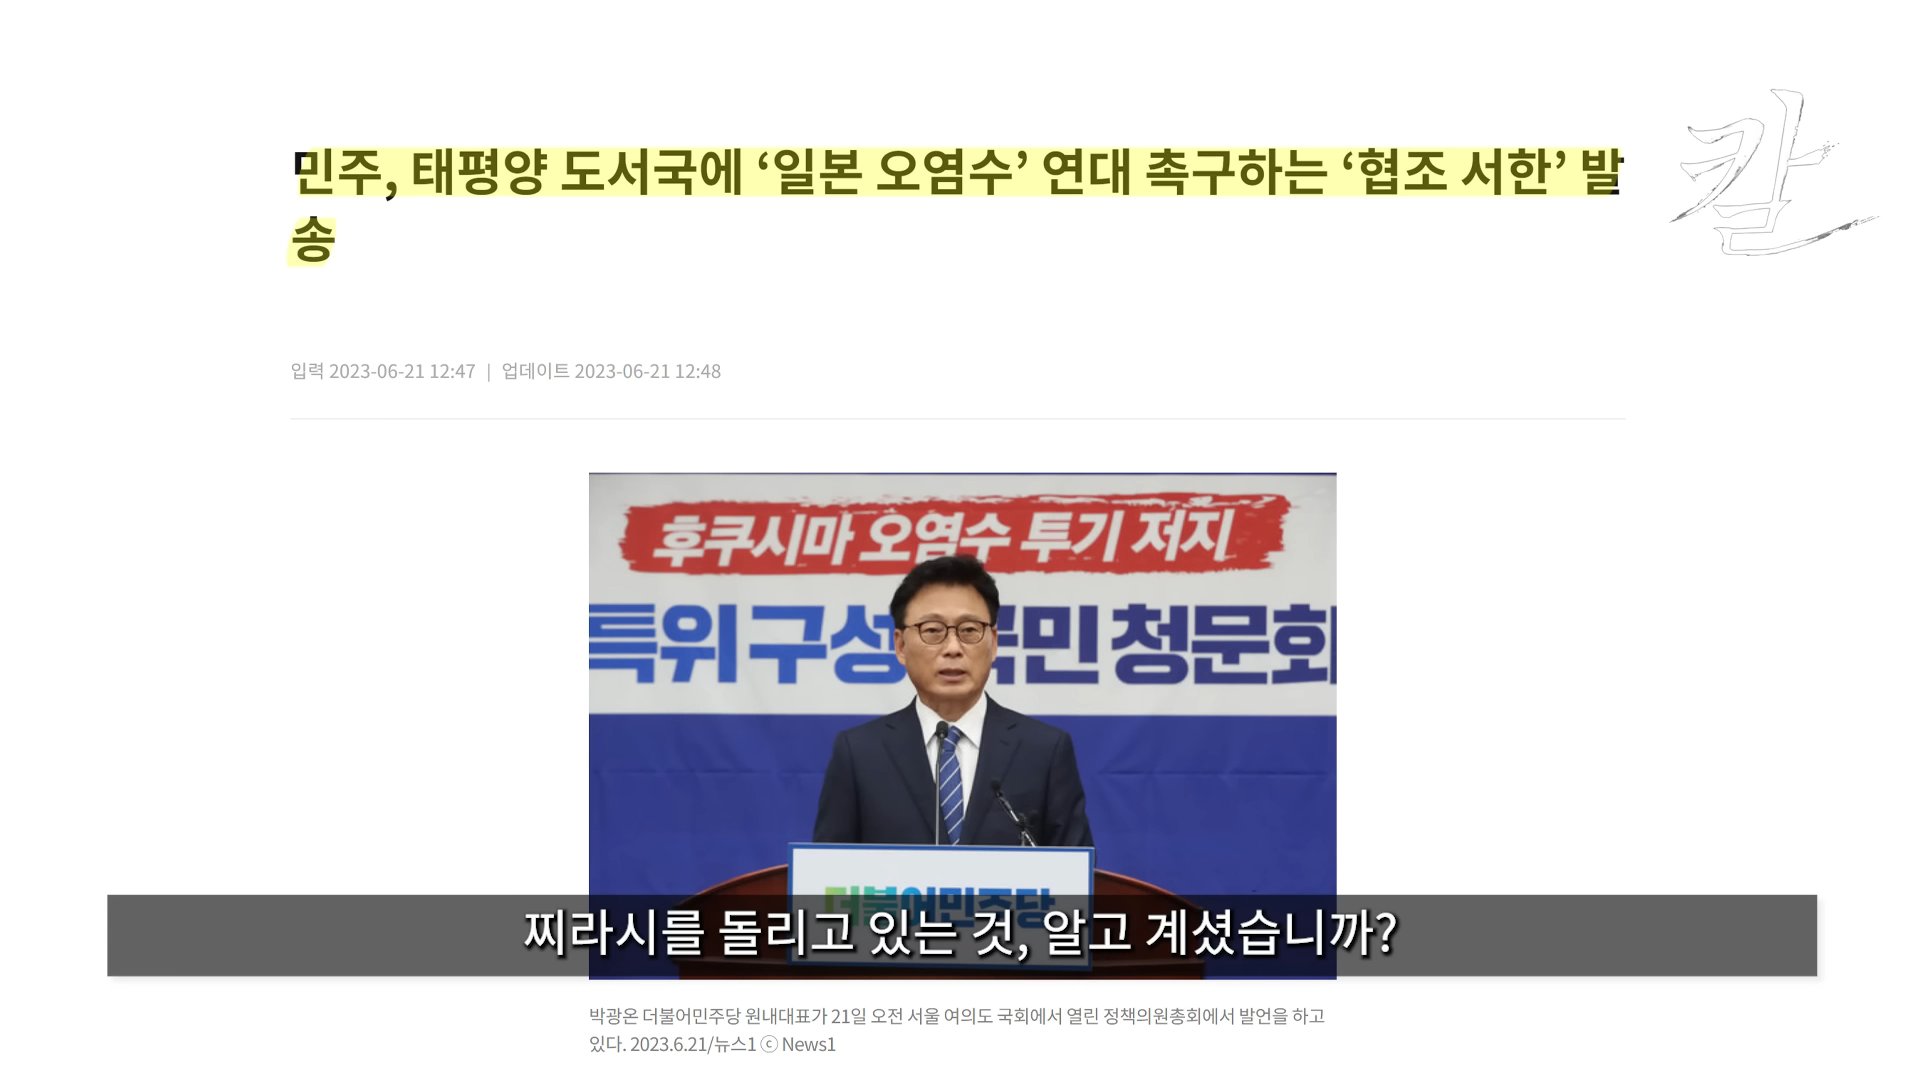 민주, 태평양 도서국에 ‘일본 오염수’ 연대 촉구하는 ‘협조 서한’ 발
송
칼
입력 2023-06-21 12:47 | 업데이트 2023-06-21 12:48
후쿠시마 오염수 투기 저지
특위구성 국민청문회
더불어민주당
찌라시를 돌리고 있는 것, 알고 계셨습니까?
박광온 더불어민주당 원내대표가 21일 오전 서울 여의도 국회에서 열린 정책의원총회에서 발언을 하고
있다. 2023.6.21/뉴스1 ⓒ News1